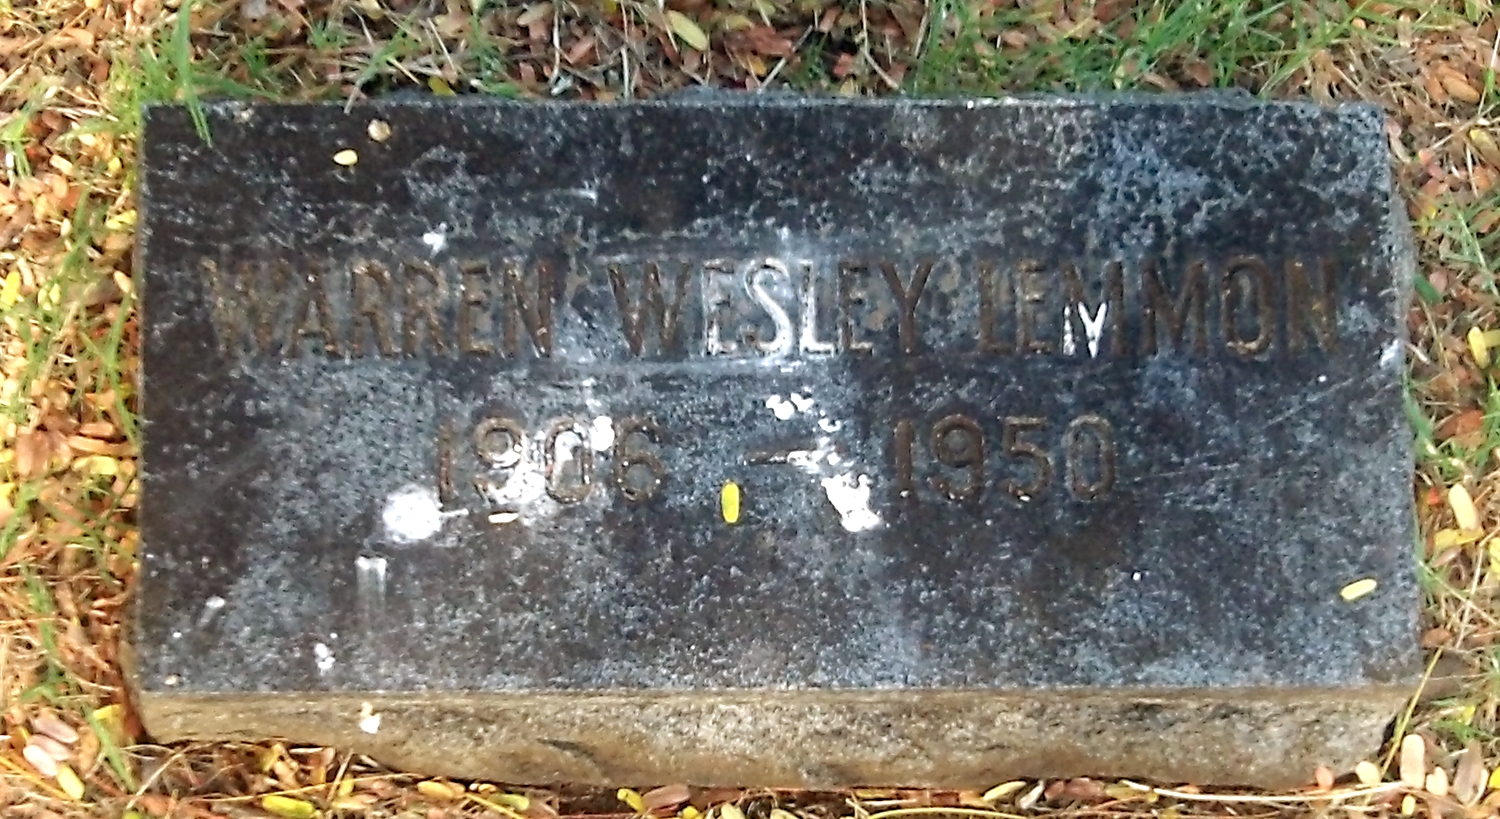 WARREN WESLEY LEMMON
1906 — 1950